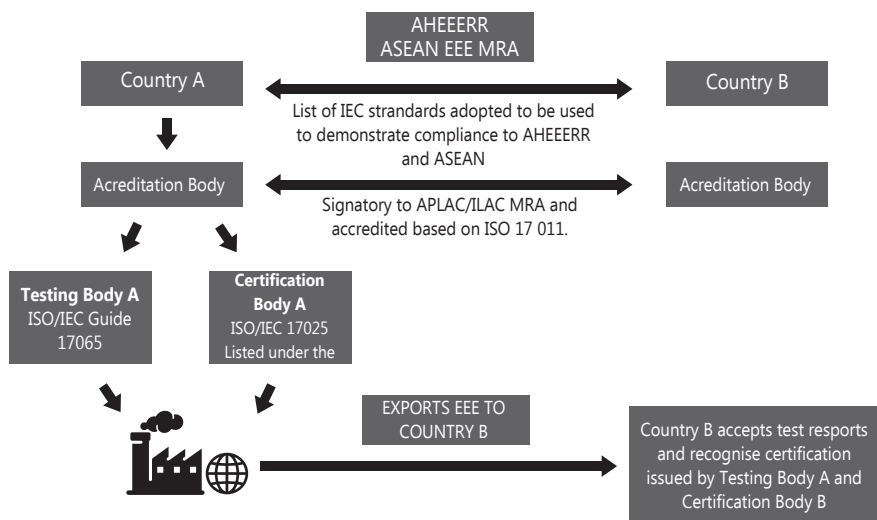 AHEEERR
ASEAN EEE MRA
Country A
Country B
List of IEC strandards adopted to be used
to demonstrate compliance to AHEEERR
and ASEAN
Acreditation Body
Acreditation Body
Signatory to APLAC/ILAC MRA and
accredited based on ISO 17 011.
Testing Body A
ISO/IEC Guide
17065
Certification
Body A
ISO/IEC 17025
Listed under the
EXPORTS EEE TO
COUNTRY B
Country B accepts test resports
and recognise certification
issued by Testing Body A and
Certification Body B